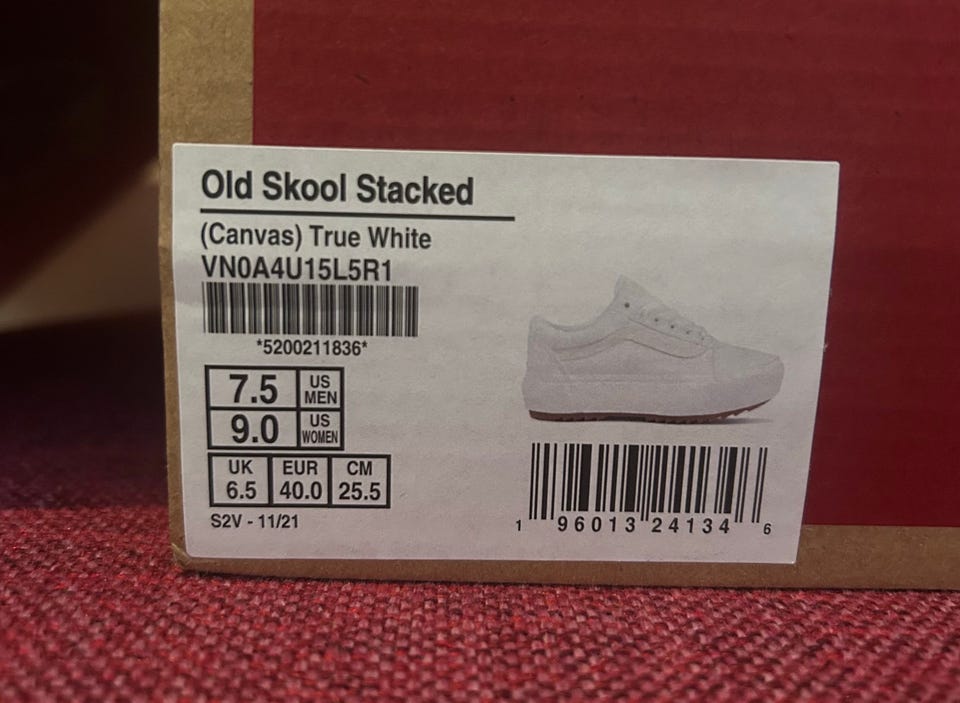 Old Skool Stacked
(Canvas) True White
VN0A4U15L5R1
*5200211836*
7.5 US MEN
9.0 US WOMEN
UK EUR CM
6.5 40.0 25.5
S2V - 11/21
1 96013 24134 6